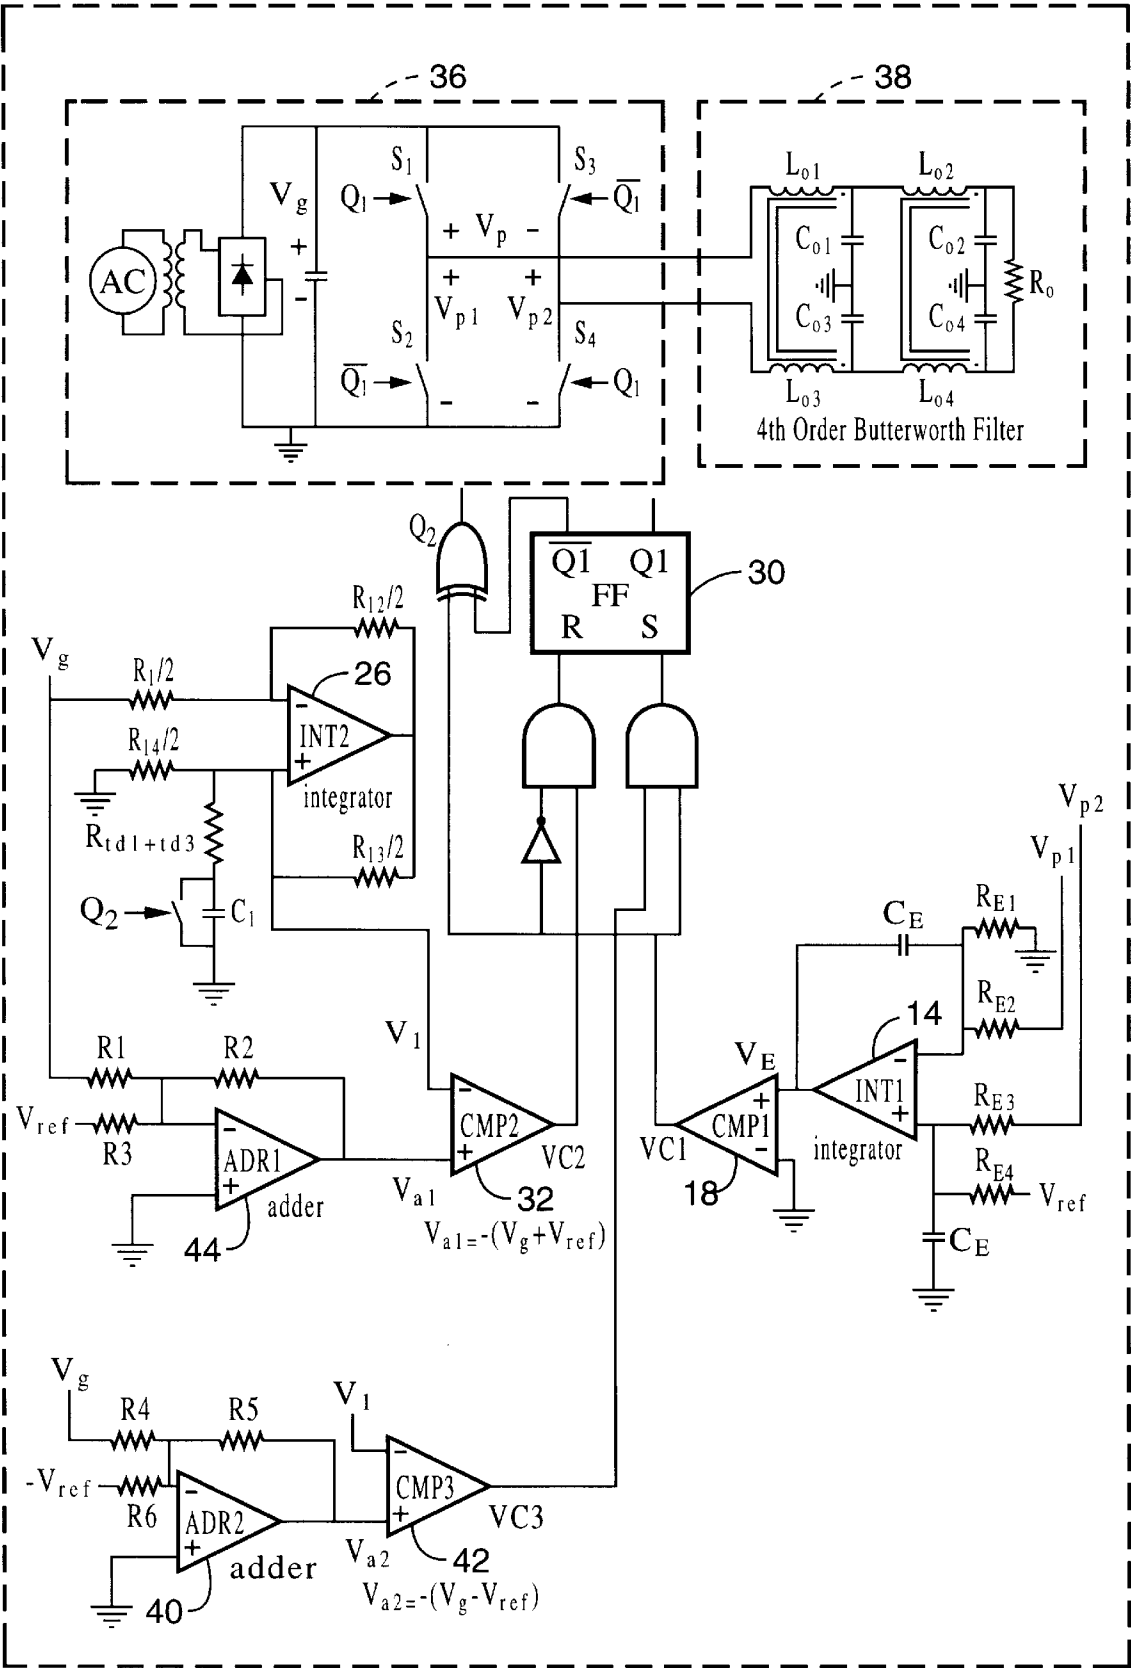 36
38
S1
S3
Q1
Q̅1
Vg
+
Vp
-
+
-
AC
+
Vp1
+
Vp2
S2
S4
Q̅1
Q1
-
-
Lo1
Lo2
Co1
Co2
Ro
Co3
Co4
Lo3
Lo4
4th Order Butterworth Filter
Q2
Q̅1̅ Q1
FF
R S
30
R12/2
Vg
R1/2
26
-
INT2
+
integrator
R14/2
Rtd1+td3
R13/2
Q2
C1
Vp2
Vp1
RE1
CE
RE2
14
-
INT1
+
integrator
RE3
RE4
Vref
CE
VE
+
CMP1
-
VC1
18
V1
R1
R2
Vref
R3
-
ADR1
+
adder
44
-
CMP2
+
VC2
Va1
32
Va1=-(Vg+Vref)
Vg
R4
R5
V1
-Vref
R6
-
ADR2
+
adder
40
-
CMP3
+
VC3
Va2
42
Va2=-(Vg-Vref)